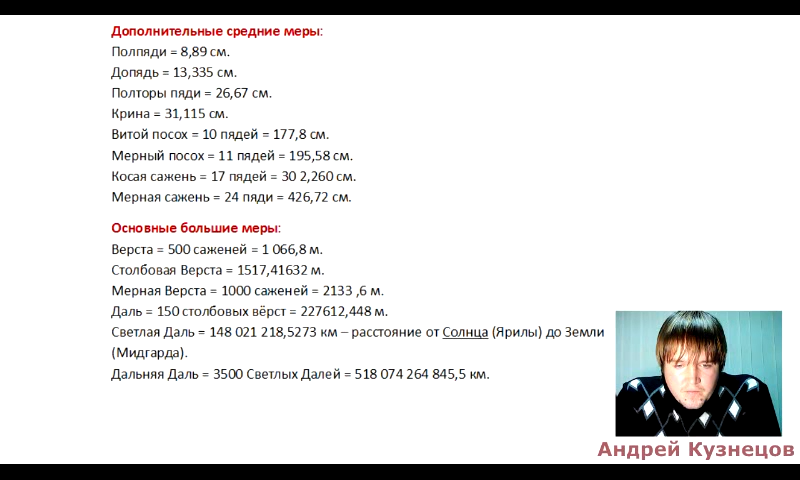 Дополнительные средние меры:
Полпяди = 8,89 см.
Допядь = 13,335 см.
Полторы пяди = 26,67 см.
Крина = 31,115 см.
Витой посох = 10 пядей = 177,8 см.
Мерный посох = 11 пядей = 195,58 см.
Косая сажень = 17 пядей = 30 2,260 см.
Мерная сажень = 24 пяди = 426,72 см.
Основные большие меры:
Верста = 500 саженей = 1 066,8 м.
Столбовая Верста = 1517,41632 м.
Мерная Верста = 1000 саженей = 2133 ,6 м.
Даль = 150 столбовых вёрст = 227612,448 м.
Светлая Даль = 148 021 218,5273 км – расстояние от Солнца (Ярилы) до Земли
(Мидгарда).
Дальняя Даль = 3500 Светлых Далей = 518 074 264 845,5 км.
Андрей Кузнецов